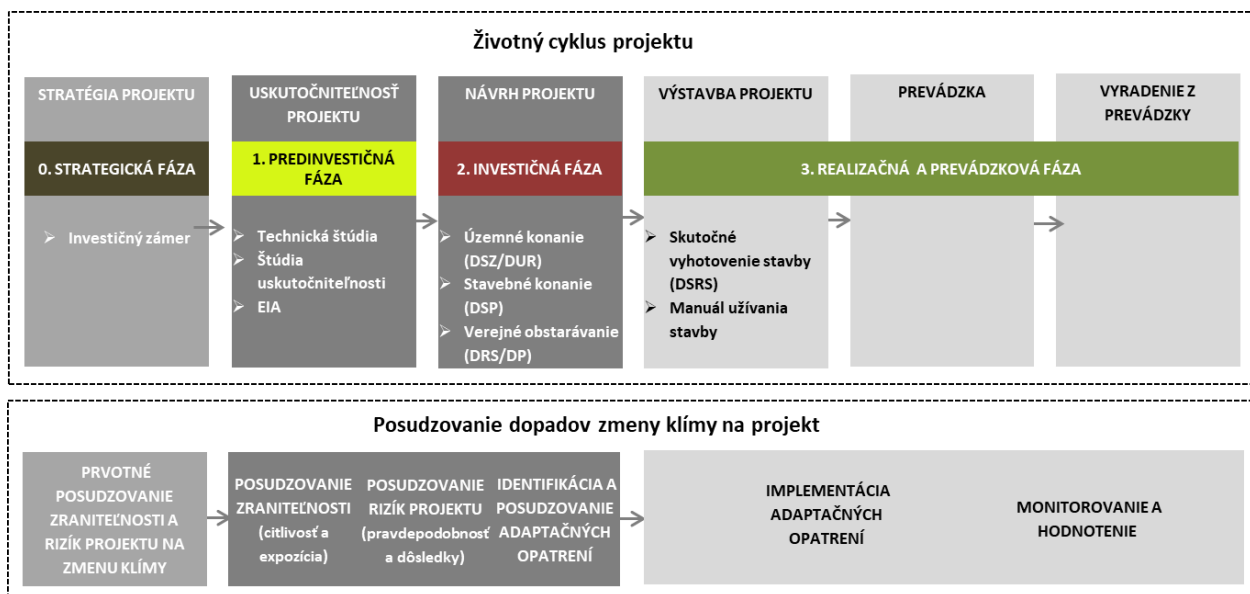 Životný cyklus projektu
STRATÉGIA PROJEKTU
USKUTOČNITEĽNOSŤ
PROJEKTU
NÁVRH PROJEKTU
VÝSTAVBA PROJEKTU
PREVÁDZKA
VYRADENIE Z
PREVÁDZKY
0. STRATEGICKÁ FÁZA
1. PREDINVESTIČNÁ
FÁZA
2. INVESTIČNÁ FÁZA
3. REALIZAČNÁ A PREVÁDZKOVÁ FÁZA
Investičný zámer
Technická štúdia
Štúdia
uskutočniteľnosti
EIA
Územné konanie
(DSZ/DUR)
Stavebné konanie
(DSP)
Verejné obstarávanie
(DRS/DP)
Skutočné
vyhotovenie stavby
(DSRS)
Manuál užívania
stavby
Posudzovanie dopadov zmeny klímy na projekt
PRVOTNÉ
POSUDZOVANIE
ZRANITEĽNOSTI A
RIZÍK PROJEKTU NA
ZMENU KLÍMY
POSUDZOVANIE
ZRANITEĽNOSTI
(citlivosť a
expozícia)
POSUDZOVANIE
RIZÍK PROJEKTU
(pravdepodobnosť
a dôsledky)
IDENTIFIKÁCIA A
POSUDZOVANIE
ADAPTAČNÝCH
OPATRENÍ
IMPLEMENTÁCIA
ADAPTAČNÝCH
OPATRENÍ
MONITOROVANIE A
HODNOTENIE